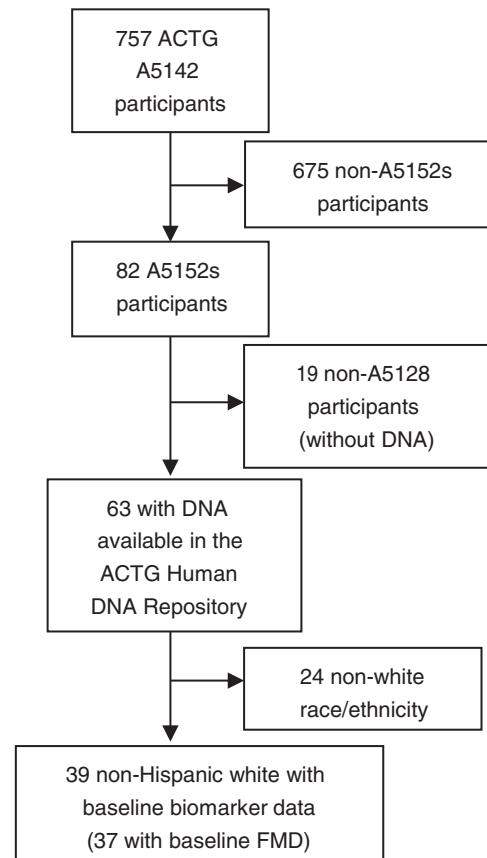 757 ACTG
A5142
participants
675 non-A5152s
participants
82 A5152s
participants
19 non-A5128
participants
(without DNA)
63 with DNA
available in the
ACTG Human
DNA Repository
24 non-white
race/ethnicity
39 non-Hispanic white with
baseline biomarker data
(37 with baseline FMD)